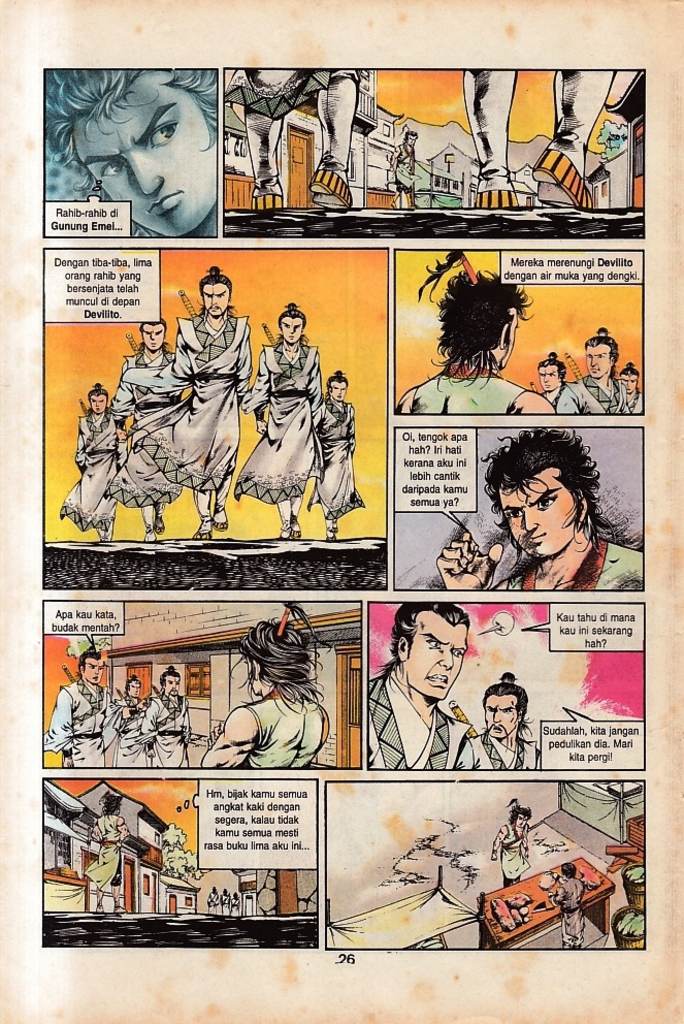 Rahib-rahib di
Gunung Emei...
Dengan tiba-tiba, lima
orang rahib yang
bersenjata telah
muncul di depan
Devilito.
Mereka merenungi Devilito
dengan air muka yang dengki.
Oi, tengok apa
hah? Iri hati
kerana aku ini
lebih cantik
daripada kamu
semua ya?
Apa kau kata,
budak mentah?
Kau tahu di mana
kau ini sekarang
hah?
Sudahlah, kita jangan
pedulikan dia. Mari
kita pergi!
Hm, bijak kamu semua
angkat kaki dengan
segera, kalau tidak
kamu semua mesti
rasa buku lima aku ini...
26